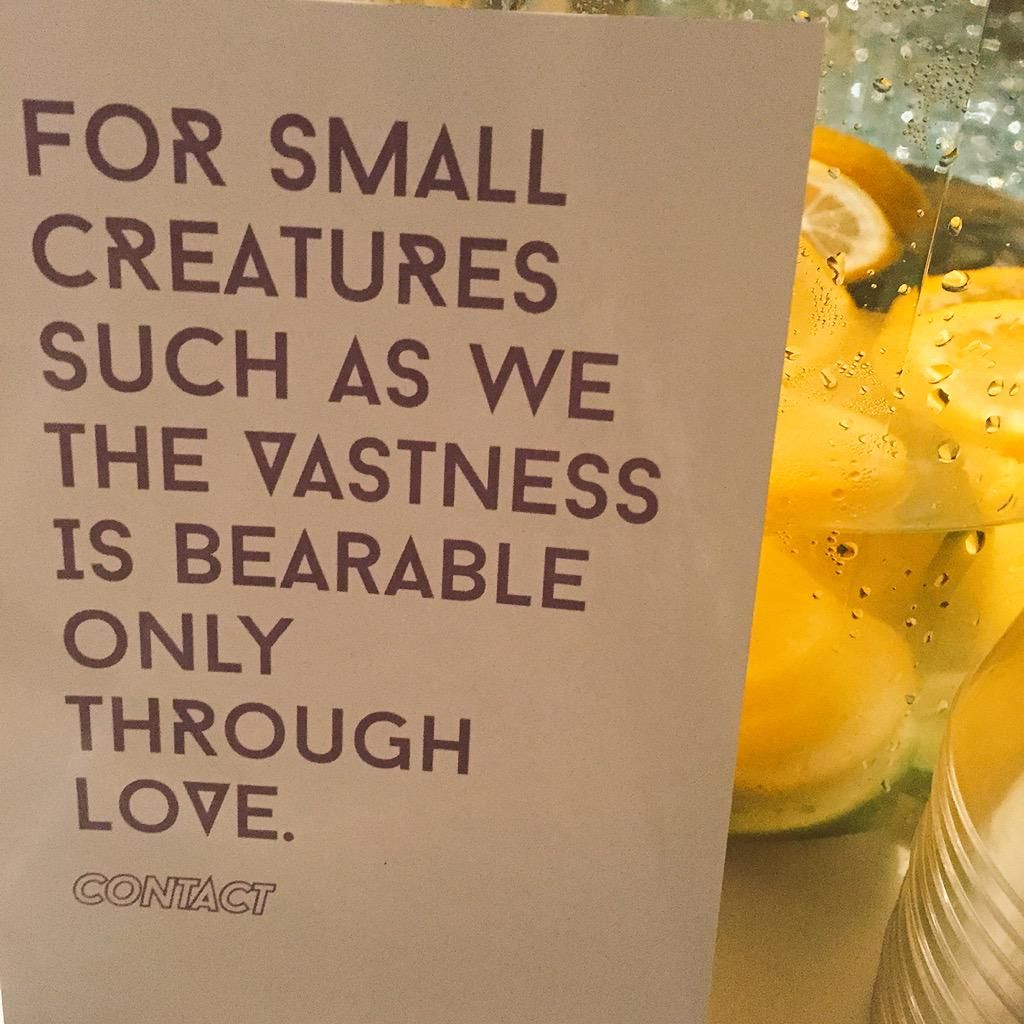 FOR SMALL
CREATURES
SUCH AS WE
THE VASTNESS
IS BEARABLE
ONLY
THROUGH
LOVE.
CONTACT